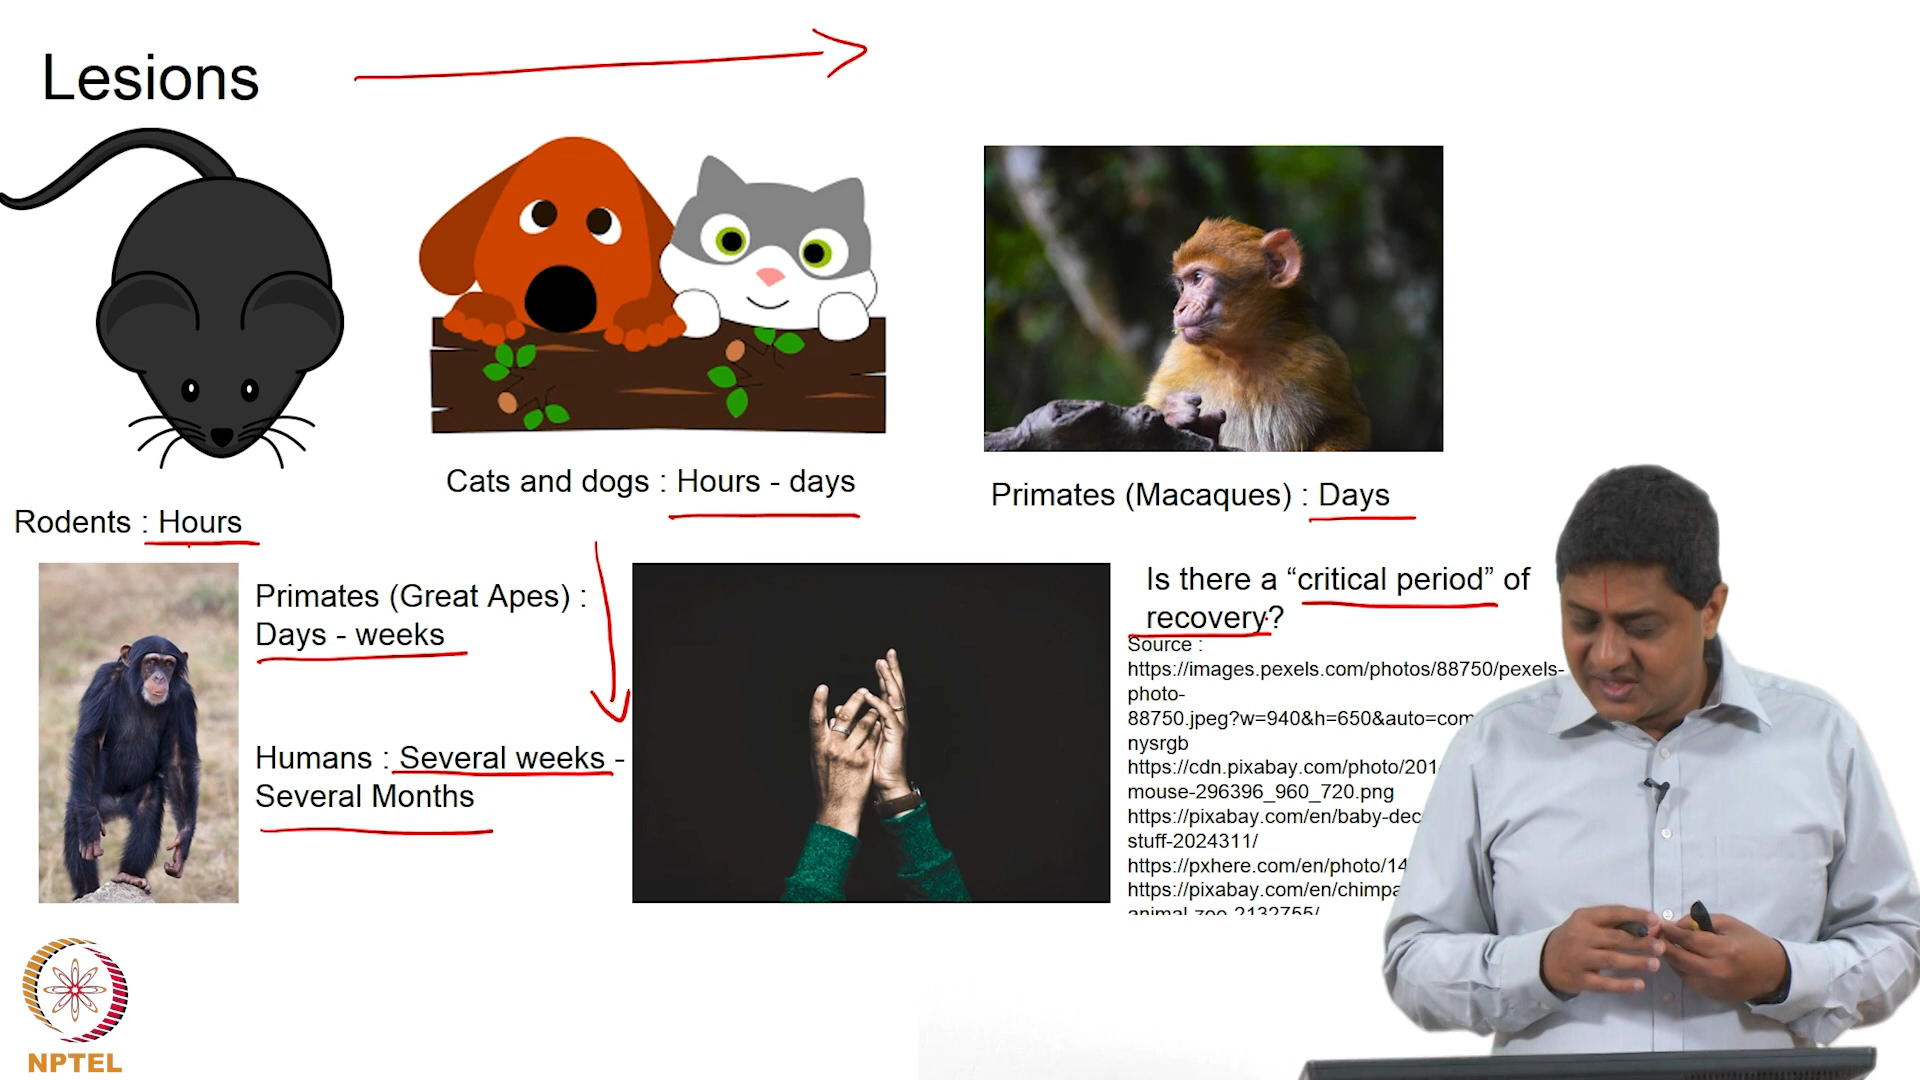 Lesions
Cats and dogs : Hours - days
Primates (Macaques) : Days
Rodents : Hours
Primates (Great Apes) :
Days - weeks
Humans : Several weeks -
Several Months
Is there a “critical period” of
recovery?
Source :
https://images.pexels.com/photos/88750/pexels-
photo-
88750.jpeg?w=940&h=650&auto=com
nysrgb
https://cdn.pixabay.com/photo/201
mouse-296396_960_720.png
https://pixabay.com/en/baby-dec
stuff-2024311/
https://pxhere.com/en/photo/14
https://pixabay.com/en/chimpa
animal-zoo-2132755/
NPTEL